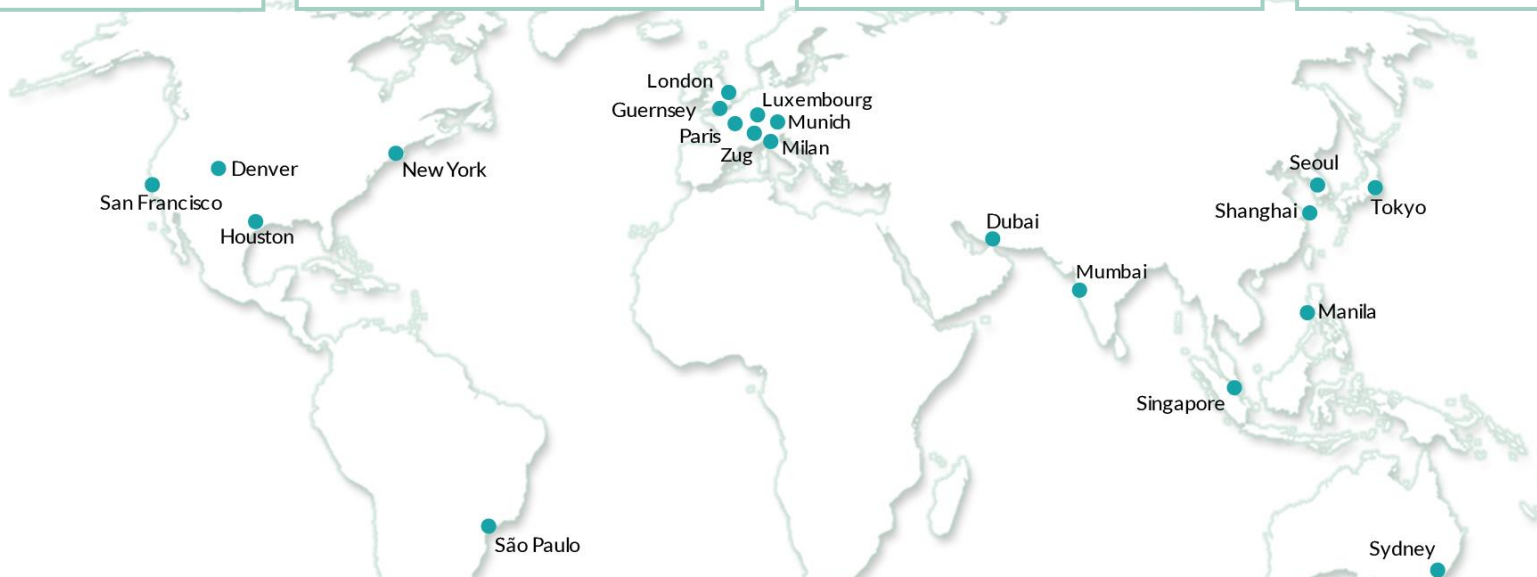 London
Luxembourg
Guernsey
Munich
Paris
Milan
Zug
New York
Denver
San Francisco
Houston
Seoul
Tokyo
Shanghai
Dubai
Mumbai
Manila
Singapore
São Paulo
Sydney